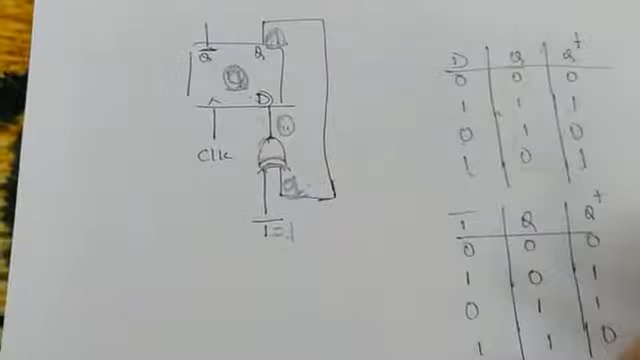 Q̅ Q
D
Clk
T=1
D Q Q⁺
0 0 0
1 1 1
0 1 0
1 0 1
T Q Q⁺
0 0 0
1 0 1
0 1 1
1 1 0